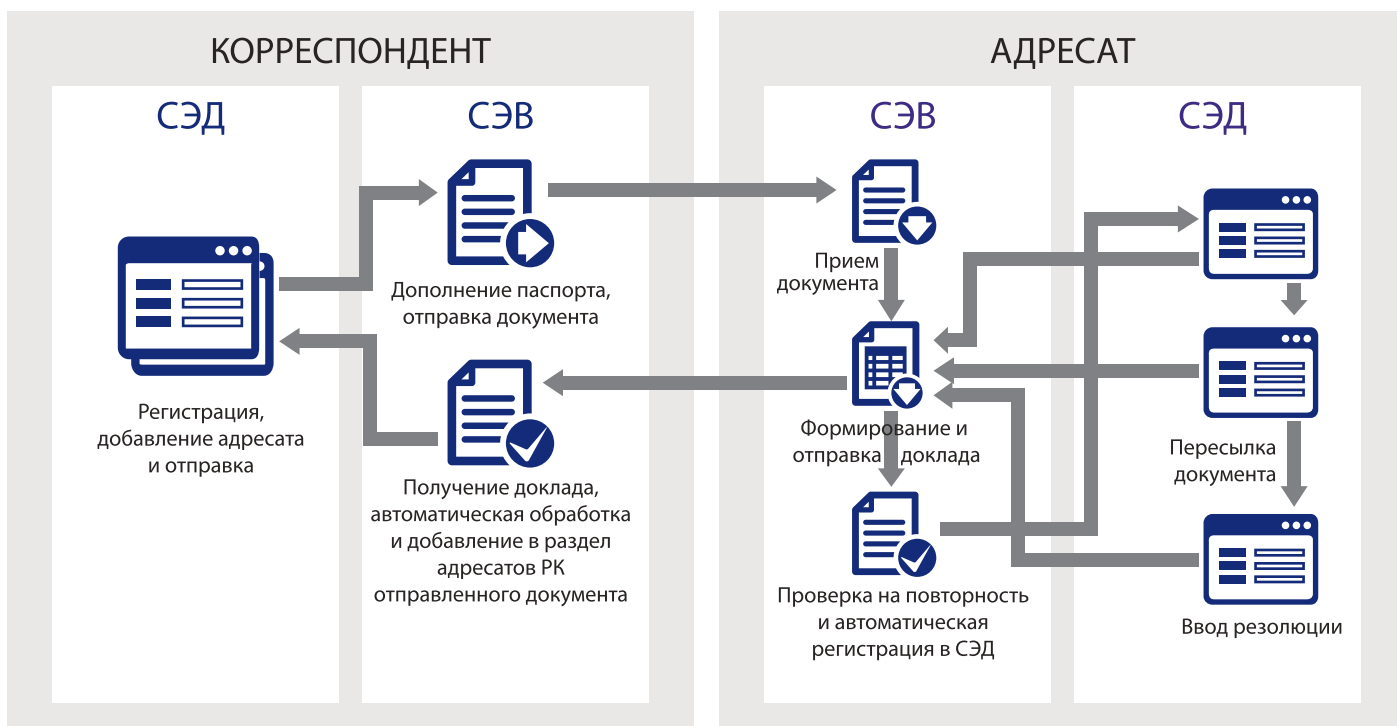 КОРРЕСПОНДЕНТ
СЭД
СЭВ
Дополнение паспорта,
отправка документа
Регистрация,
добавление адресата
и отправка
Получение доклада,
автоматическая обработка
и добавление в раздел
адресатов РК
отправленного документа
АДРЕСАТ
СЭВ
СЭД
Прием
документа
Формирование и
отправка доклада
Пересылка
документа
Проверка на повторность
и автоматическая
регистрация в СЭД
Ввод резолюции